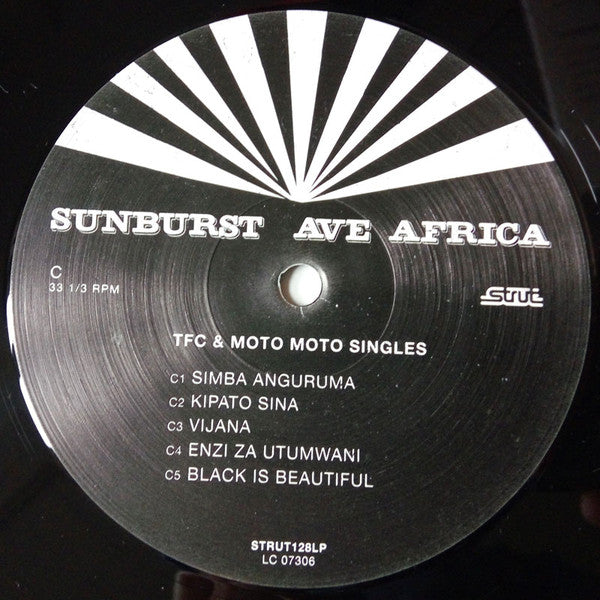 SUNBURST AVE AFRICA
C
33 1/3 RPM
strut
TFC & MOTO MOTO SINGLES
C1 SIMBA ANGURUMA
C2 KIPATO SINA
C3 VIJANA
C4 ENZI ZA UTUMWANI
C5 BLACK IS BEAUTIFUL
STRUT128LP
LC 07306